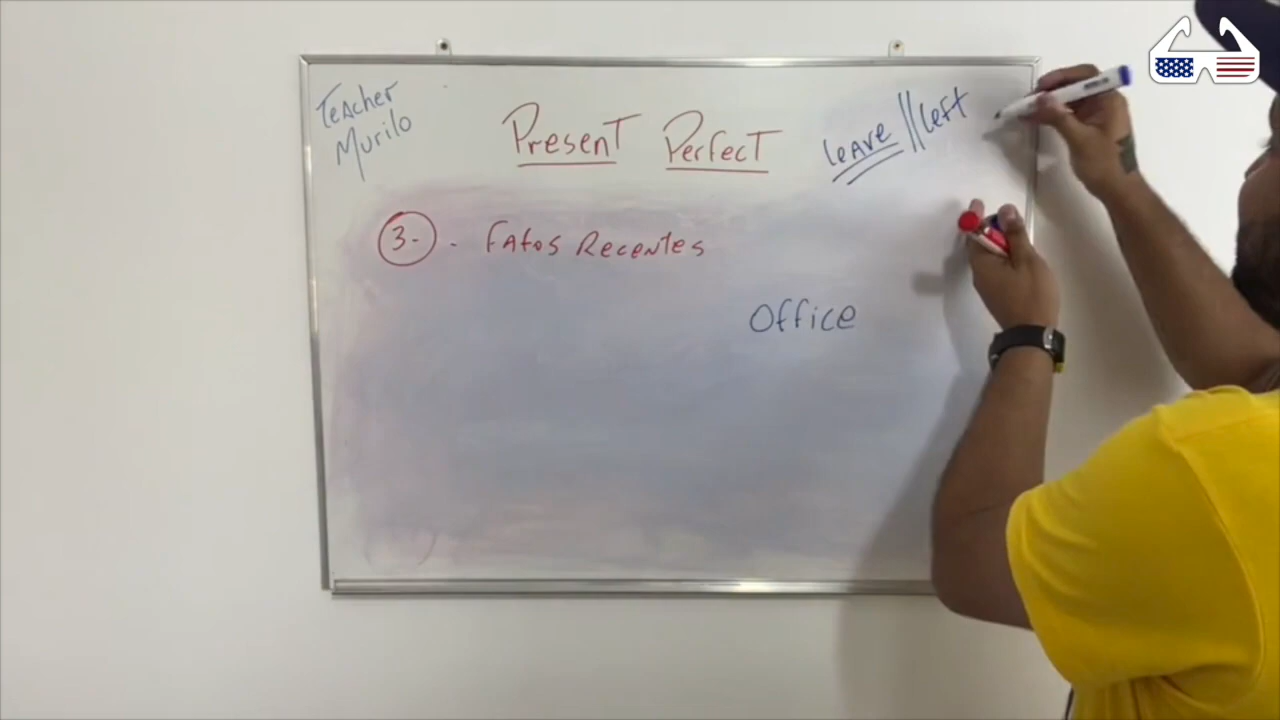 Teacher
Murilo
Present Perfect
Leave || Left
3- . Fatos Recentes
Office